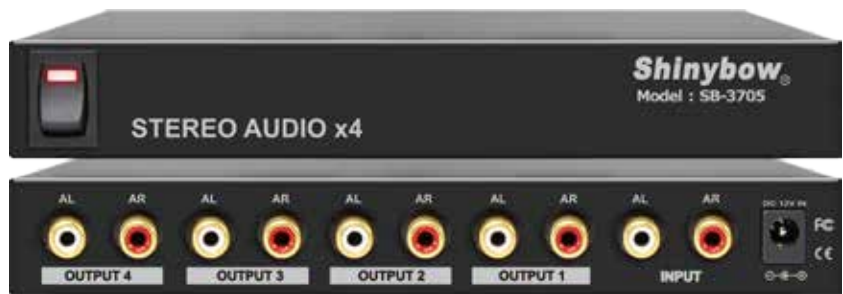 Shinybow®
Model : SB-3705
STEREO AUDIO x4
AL AR AL AR AL AR AL AR AL AR DC 12V IN
OUTPUT 4 OUTPUT 3 OUTPUT 2 OUTPUT 1 INPUT
FC
CE